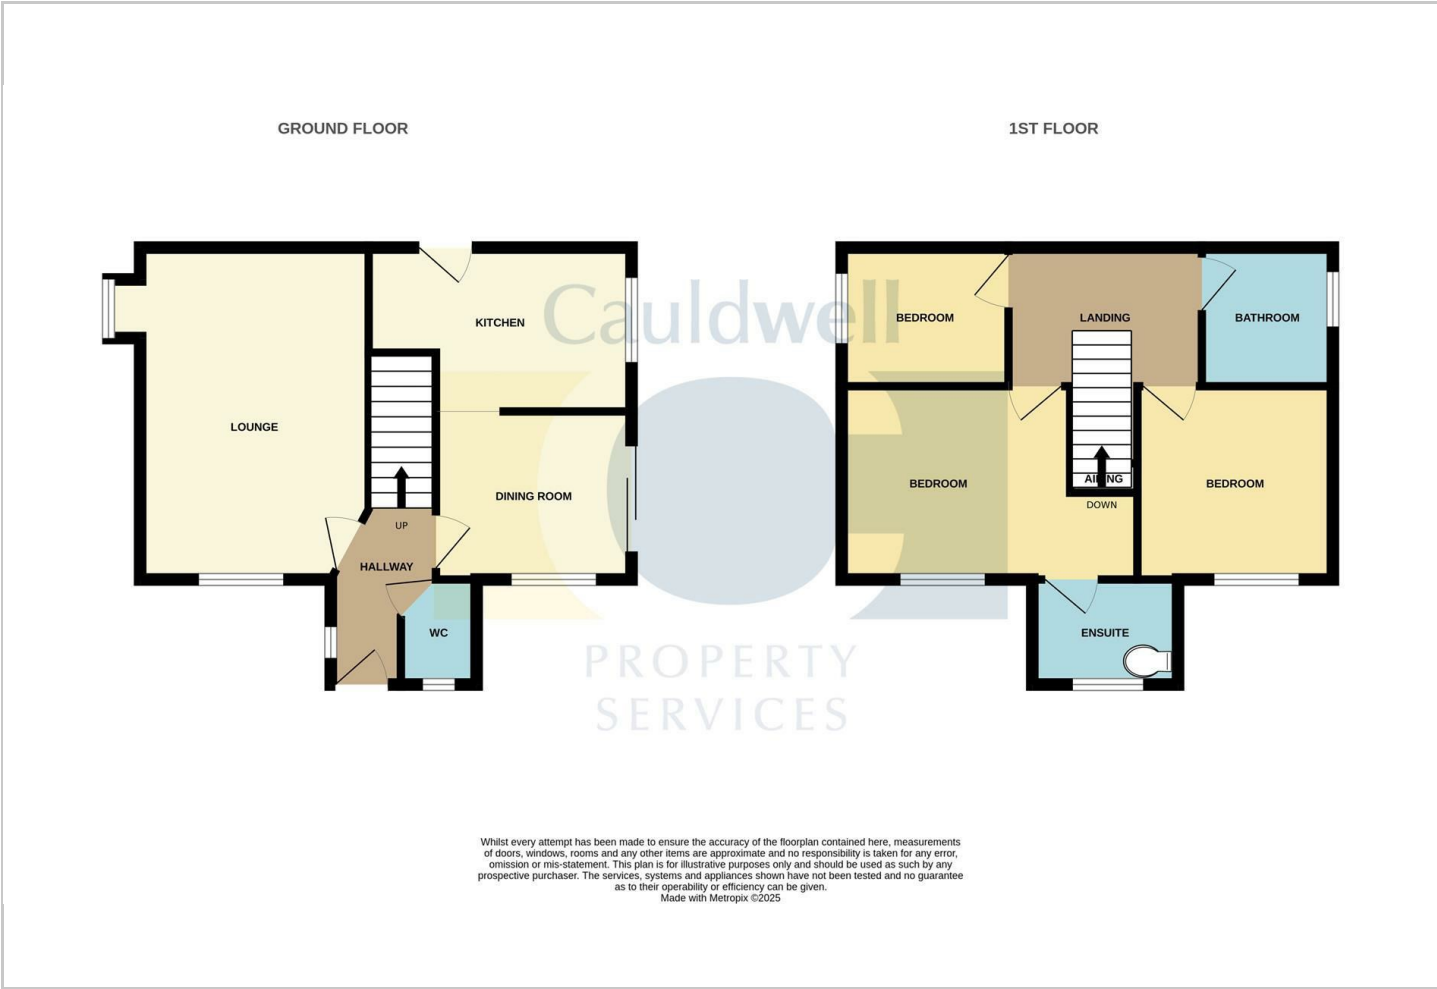 GROUND FLOOR
1ST FLOOR
KITCHEN
LOUNGE
DINING ROOM
UP
HALLWAY
WC
BEDROOM
LANDING
BATHROOM
BEDROOM
BEDROOM
DOWN
ENSUITE
Cauldwell
PROPERTY
SERVICES
Whilst every attempt has been made to ensure the accuracy of the floorplan contained here, measurements
of doors, windows, rooms and any other items are approximate and no responsibility is taken for any error,
omission or mis-statement. This plan is for illustrative purposes only and should be used as such by any
prospective purchaser. The services, systems and appliances shown have not been tested and no guarantee
as to their operability or efficiency can be given.
Made with Metropix ©2025